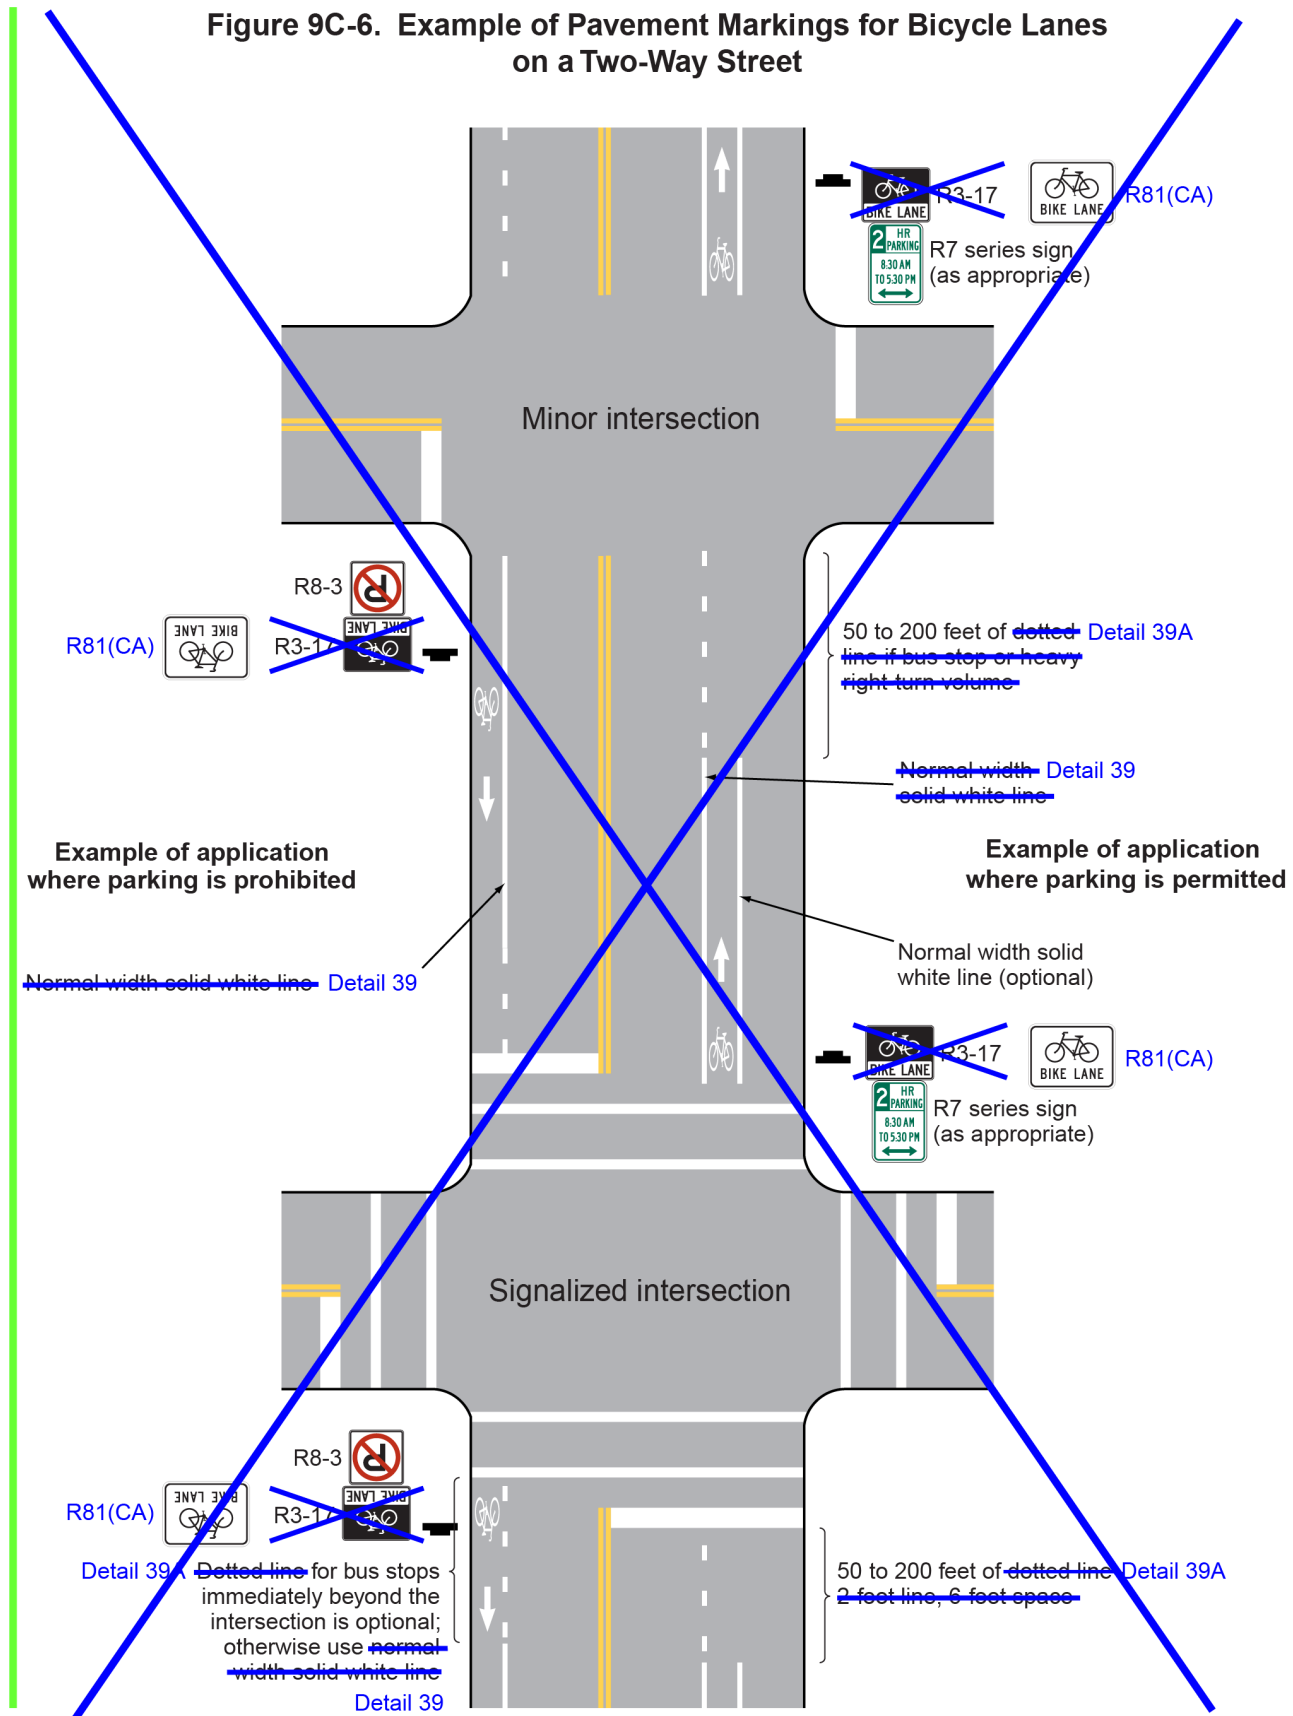 Figure 9C-6. Example of Pavement Markings for Bicycle Lanes
on a Two-Way Street
BIKE LANE
R3-17
BIKE LANE
R81(CA)
2 HR
PARKING
8:30 AM
TO 5:30 PM
R7 series sign
(as appropriate)
Minor intersection
R8-3
P
R81(CA)
BIKE LANE
R3-17
BIKE LANE
50 to 200 feet of dotted Detail 39A
line if bus stop or heavy
right-turn volume
Normal width Detail 39
solid white line
Example of application
where parking is prohibited
Example of application
where parking is permitted
Normal width solid white line Detail 39
Normal width solid
white line (optional)
BIKE LANE
R3-17
BIKE LANE
R81(CA)
2 HR
PARKING
8:30 AM
TO 5:30 PM
R7 series sign
(as appropriate)
Signalized intersection
R8-3
P
R81(CA)
BIKE LANE
R3-17
BIKE LANE
Detail 39A Dotted line for bus stops
immediately beyond the
intersection is optional;
otherwise use normal
width solid white line
Detail 39
50 to 200 feet of dotted line Detail 39A
2-foot line, 6-foot space